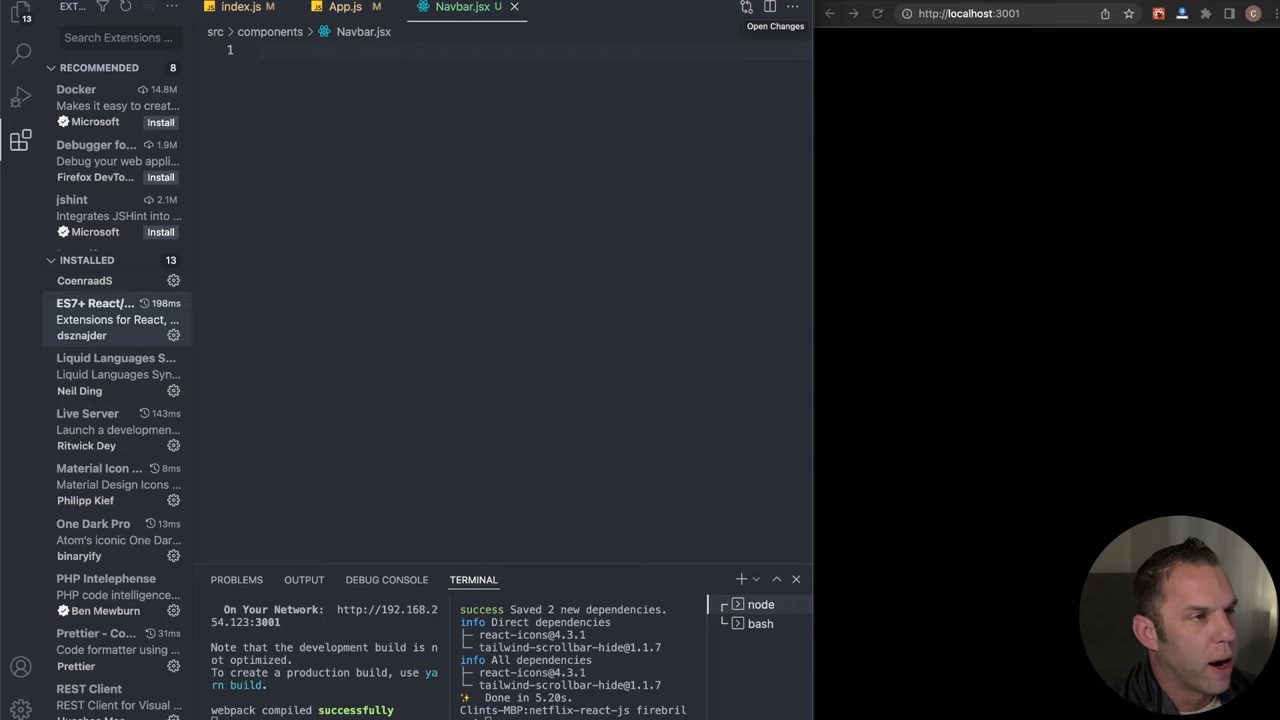 13
EXT...
index.js M
App.js M
Navbar.jsx U
http://localhost:3001
C
Open Changes
Search Extensions ...
src > components > Navbar.jsx
1
RECOMMENDED 8
Docker 14.8M
Makes it easy to creat...
Microsoft Install
Debugger fo... 1.9M
Debug your web appli...
Firefox DevTo... Install
jshint 2.1M
Integrates JSHint into ...
Microsoft Install
INSTALLED 13
CoenraadS
ES7+ React/... 198ms
Extensions for React, ...
dsznajder
Liquid Languages S...
Liquid Languages Syn...
Neil Ding
Live Server 143ms
Launch a developmen...
Ritwick Dey
Material Icon ... 8ms
Material Design Icons ...
Philipp Kief
One Dark Pro 13ms
Atom's iconic One Dar...
binaryify
PHP Intelephense
PHP code intelligence...
Ben Mewburn
Prettier - Co... 31ms
Code formatter using ...
Prettier
REST Client
REST Client for Visual ...
Huachao Mao
PROBLEMS OUTPUT DEBUG CONSOLE TERMINAL
On Your Network: http://192.168.2
54.123:3001
Note that the development build is n
ot optimized.
To create a production build, use ya
rn build.
webpack compiled successfully
success Saved 2 new dependencies.
info Direct dependencies
├─ react-icons@4.3.1
└─ tailwind-scrollbar-hide@1.1.7
info All dependencies
├─ react-icons@4.3.1
└─ tailwind-scrollbar-hide@1.1.7
✨ Done in 5.20s.
Clints-MBP:netflix-react-js firebril
node
bash